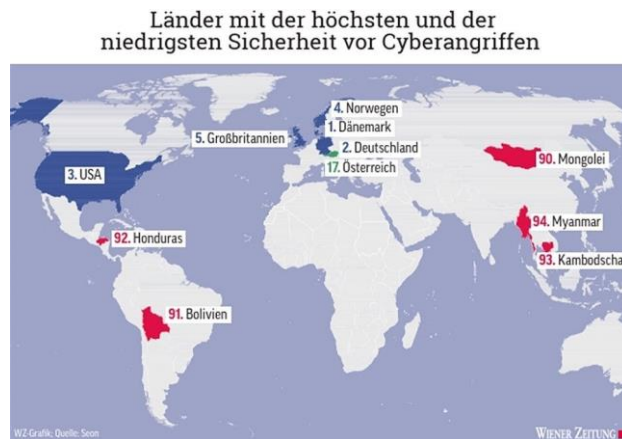 Länder mit der höchsten und der
niedrigsten Sicherheit vor Cyberangriffen
4. Norwegen
1. Dänemark
5. Großbritannien
2. Deutschland
17. Österreich
90. Mongolei
3. USA
94. Myanmar
92. Honduras
93. Kambodscha
91. Bolivien
WZ-Grafik; Quelle: Seon
WIENER ZEITUNG